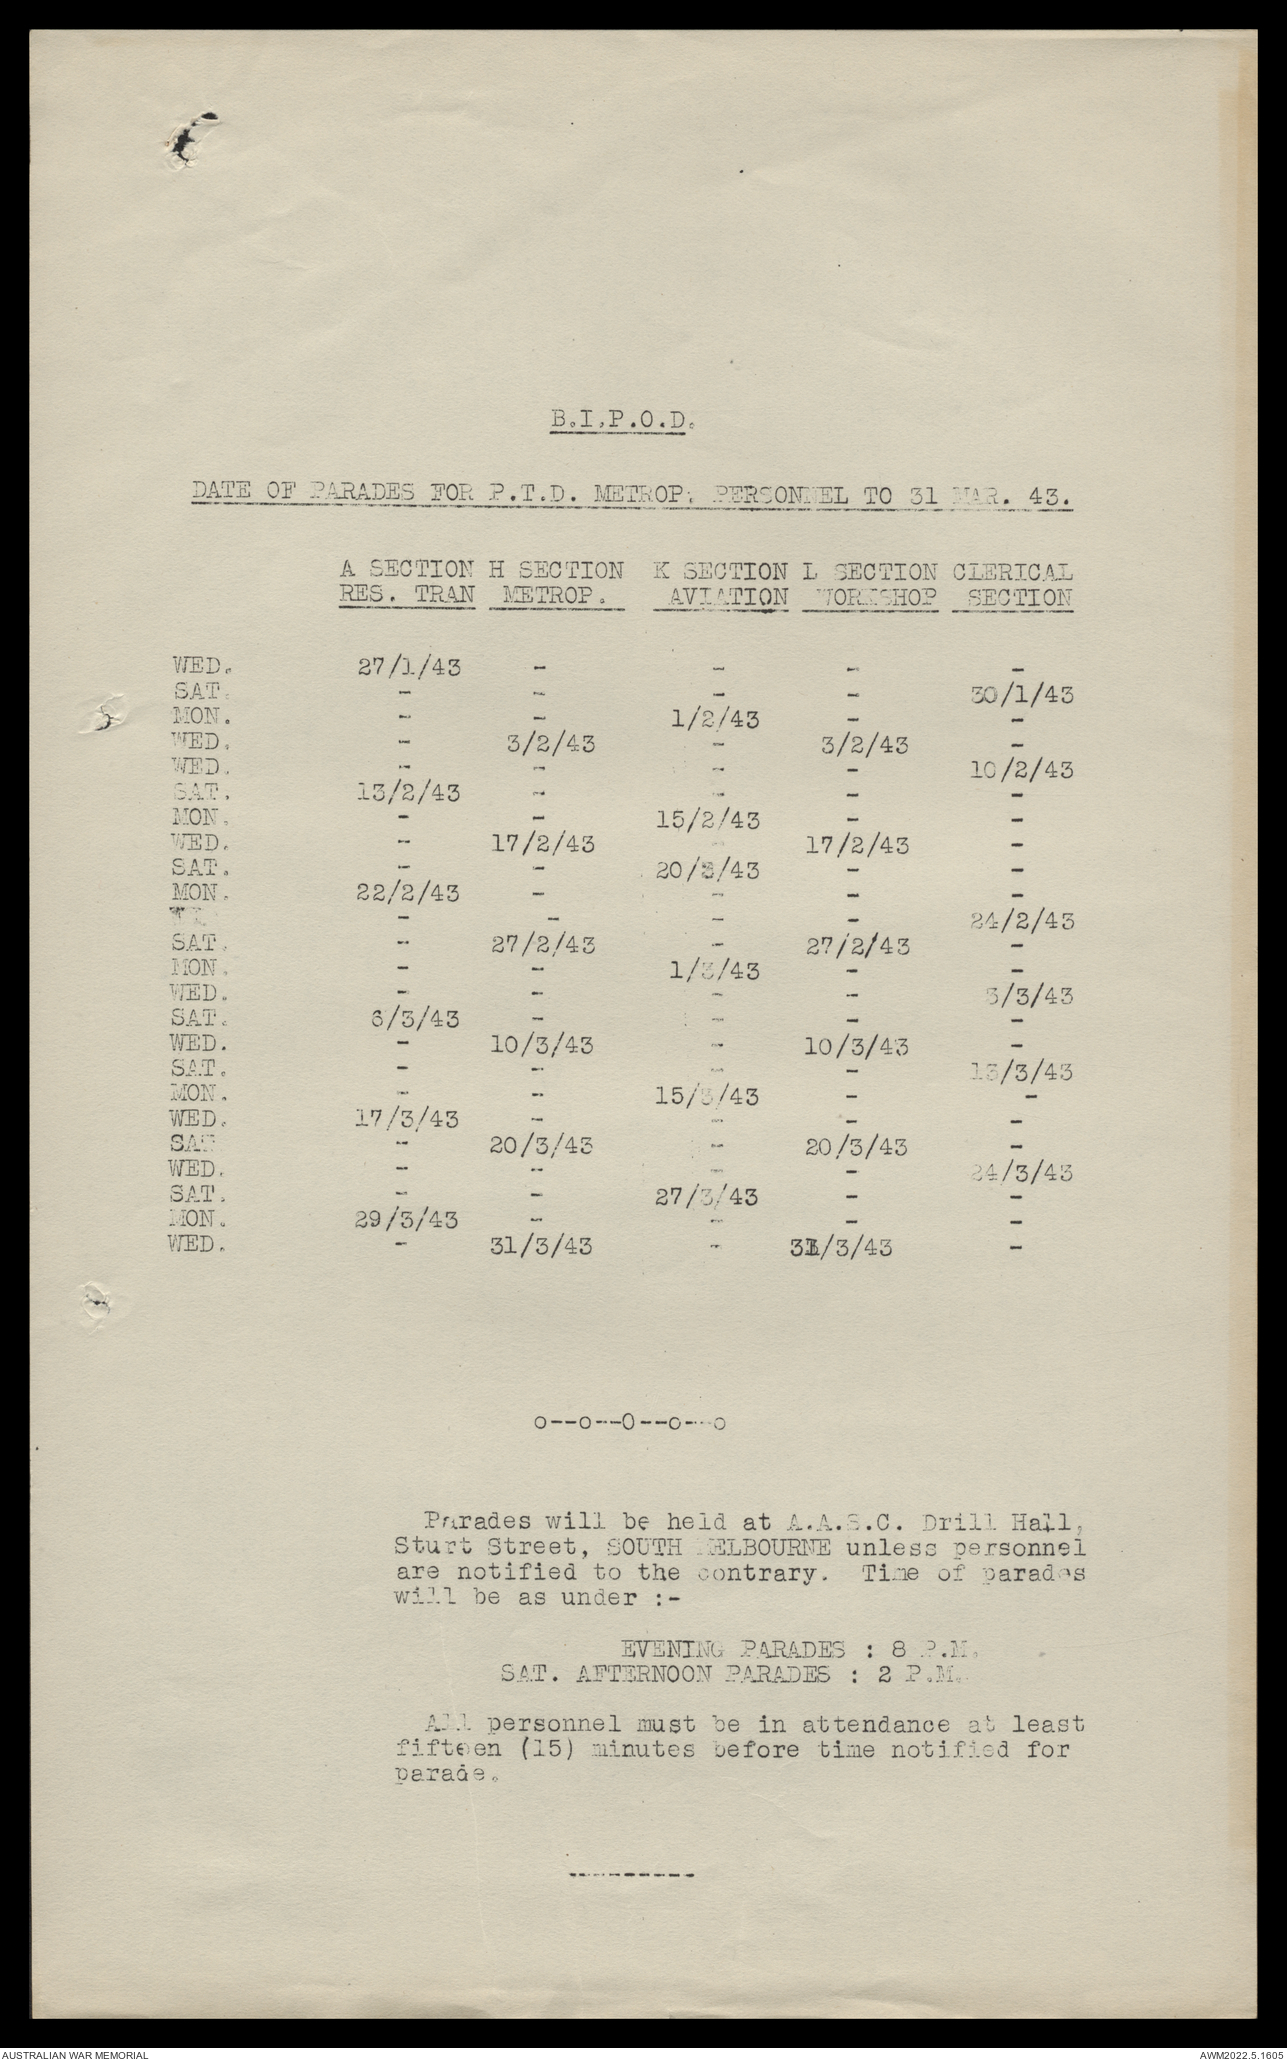 B.I.P.O.D.
DATE OF PARADES FOR P.T.D. METROP. PERSONNEL TO 31 MAR. 43.
A SECTION H SECTION K SECTION L SECTION CLERICAL
RES. TRAN METROP. AVIATION WORKSHOP SECTION
WED. 27/1/43 - - - -
SAT. - - - - 30/1/43
MON. - - 1/2/43 - -
WED. - 3/2/43 - 3/2/43 -
WED. - - - - 10/2/43
SAT. 13/2/43 - - - -
MON. - - 15/2/43 - -
WED. - 17/2/43 - 17/2/43 -
SAT. - - 20/2/43 - -
MON. 22/2/43 - - - -
- - - - 24/2/43
SAT. - 27/2/43 - 27/2/43 -
MON. - - 1/3/43 - -
WED. - - - - 3/3/43
SAT. 6/3/43 - - - -
WED. - 10/3/43 - 10/3/43 -
SAT. - - - - 13/3/43
MON. - - 15/3/43 - -
WED. 17/3/43 - - - -
SAT - 20/3/43 - 20/3/43 -
WED. - - - - 24/3/43
SAT. - - 27/3/43 - -
MON. 29/3/43 - - - -
WED. - 31/3/43 - 31/3/43 -
o--o--O--o--o
Parades will be held at A.A.S.C. Drill Hall,
Sturt Street, SOUTH MELBOURNE unless personnel
are notified to the contrary. Time of parades
will be as under :-
EVENING PARADES : 8 P.M.
SAT. AFTERNOON PARADES : 2 P.M.
All personnel must be in attendance at least
fifteen (15) minutes before time notified for
parade.
----------
AUSTRALIAN WAR MEMORIAL AWM2022.5.1605